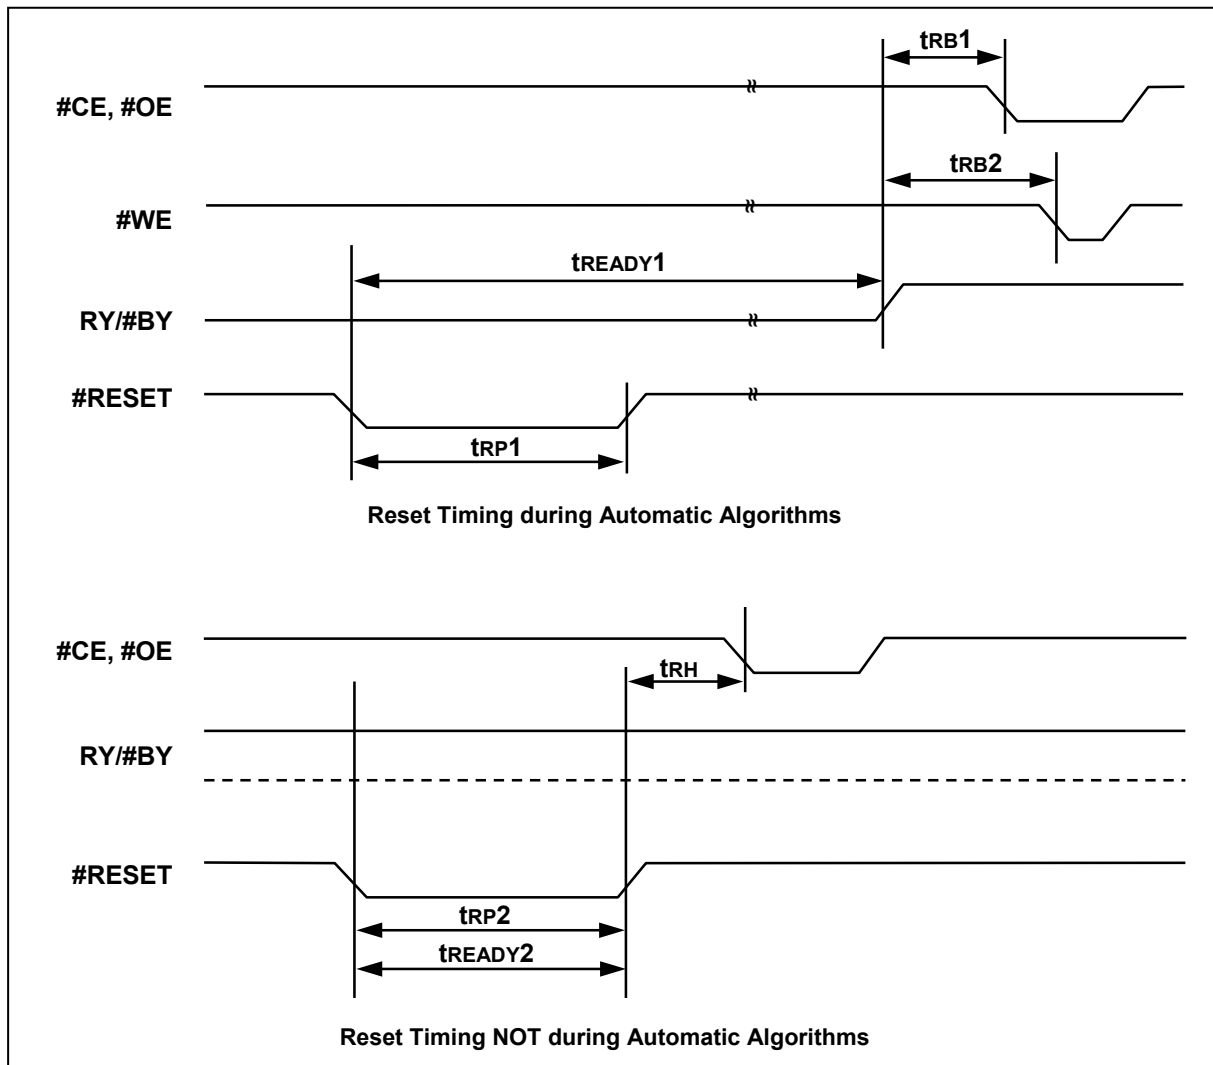 tRB1
#CE, #OE
tRB2
#WE
tREADY1
RY/#BY
#RESET
tRP1
Reset Timing during Automatic Algorithms
#CE, #OE
tRH
RY/#BY
#RESET
tRP2
tREADY2
Reset Timing NOT during Automatic Algorithms